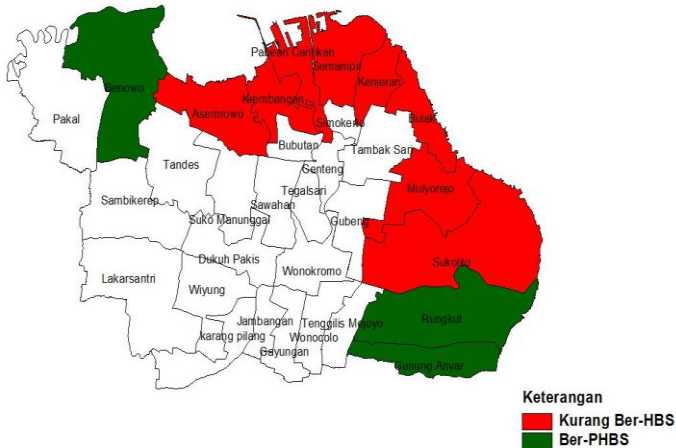 Pabean Cantikan
Semampir
Kenjeran
Benowo
Krembangan
Asemrowo
Simokerto
Bulak
Pakal
Bubutan
Tambak Sari
Tandes
Genteng
Mulyorejo
Tegalsari
Sambikerep
Sawahan
Suko Manunggal
Gubeng
Dukuh Pakis
Sukolilo
Lakarsantri
Wonokromo
Wiyung
Rungkut
Jambangan
Tenggilis Mejoyo
karang pilang
Wonocolo
Gayungan
Gunung Anyar
Keterangan
Kurang Ber-HBS
Ber-PHBS